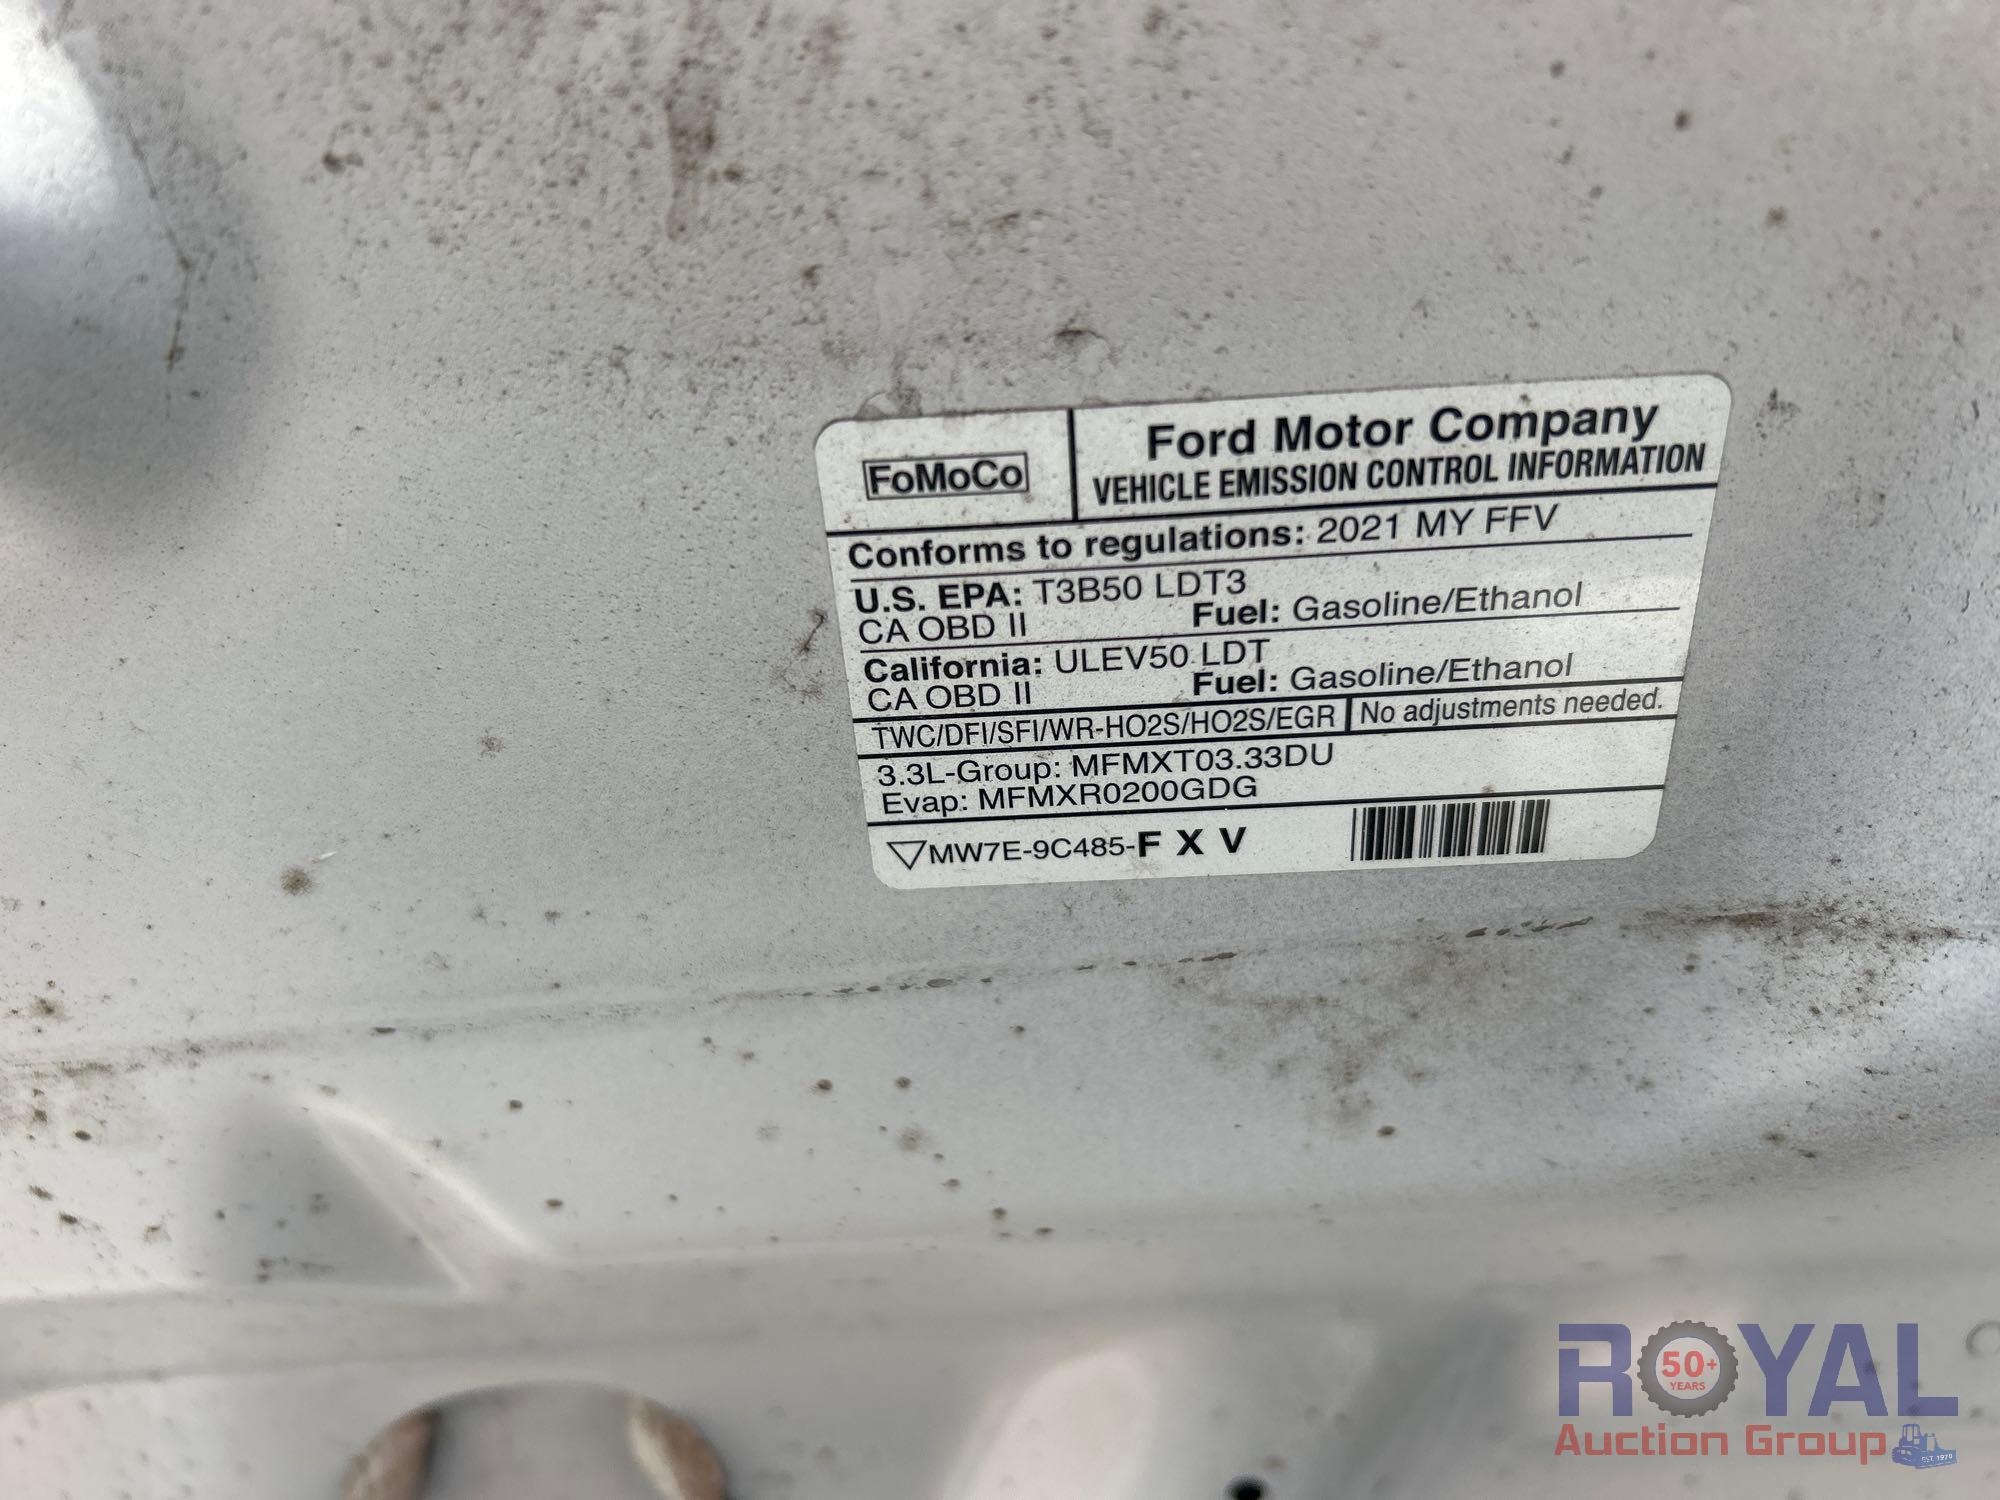 FoMoCo
Ford Motor Company
VEHICLE EMISSION CONTROL INFORMATION
Conforms to regulations: 2021 MY FFV
U.S. EPA: T3B50 LDT3
CA OBD II Fuel: Gasoline/Ethanol
California: ULEV50 LDT
CA OBD II Fuel: Gasoline/Ethanol
TWC/DFI/SFI/WR-HO2S/HO2S/EGR No adjustments needed.
3.3L-Group: MFMXT03.33DU
Evap: MFMXR0200GDG
MW7E-9C485-F X V
ROYAL
50+
YEARS
Auction Group
EST. 1970